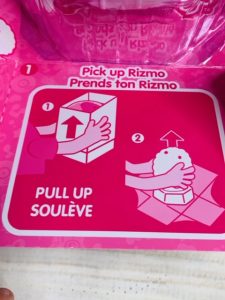 1
Pick up Rizmo
Prends ton Rizmo
1
2
PULL UP
SOULÈVE